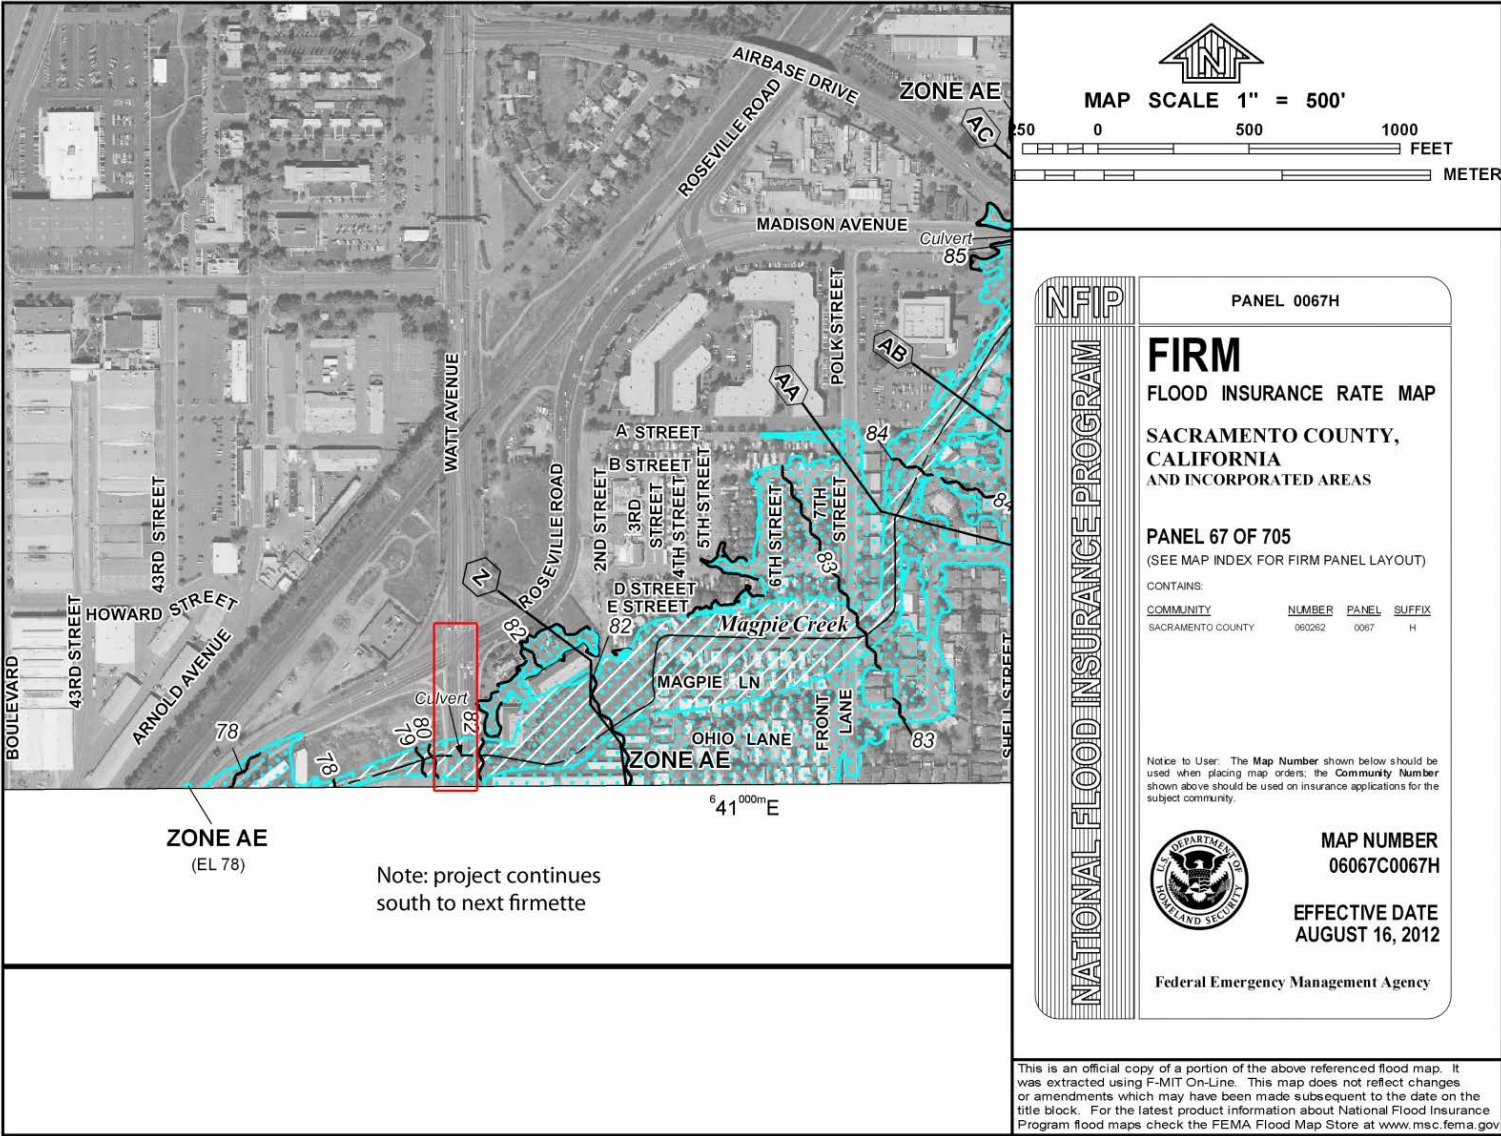 AIRBASE DRIVE
ROSEVILLE ROAD
ZONE AE
AC
MADISON AVENUE
Culvert
85
POLK STREET
AB
AA
WATT AVENUE
A STREET
84
B STREET
2ND STREET
3RD
STREET
4TH STREET
5TH STREET
6TH STREET
7TH
STREET
84
ROSEVILLE ROAD
83
43RD STREET
Z
D STREET
E STREET
HOWARD STREET
43RD STREET
ARNOLD AVENUE
BOULEVARD
82
82
Magpie Creek
SHELL STREET
MAGPIE LN
Culvert
FRONT
LANE
78
79
80
82
78
OHIO LANE
83
ZONE AE
641000mE
ZONE AE
(EL 78)
Note: project continues
south to next firmette
N
MAP SCALE 1" = 500'
250 0 500 1000
FEET
METER
NFIP
PANEL 0067H
NATIONAL FLOOD INSURANCE PROGRAM
FIRM
FLOOD INSURANCE RATE MAP
SACRAMENTO COUNTY,
CALIFORNIA
AND INCORPORATED AREAS
PANEL 67 OF 705
(SEE MAP INDEX FOR FIRM PANEL LAYOUT)
CONTAINS:
COMMUNITY NUMBER PANEL SUFFIX
SACRAMENTO COUNTY 060262 0067 H
Notice to User: The Map Number shown below should be
used when placing map orders; the Community Number
shown above should be used on insurance applications for the
subject community.
U.S. DEPARTMENT OF
HOMELAND SECURITY
MAP NUMBER
06067C0067H
EFFECTIVE DATE
AUGUST 16, 2012
Federal Emergency Management Agency
This is an official copy of a portion of the above referenced flood map. It
was extracted using F-MIT On-Line. This map does not reflect changes
or amendments which may have been made subsequent to the date on the
title block. For the latest product information about National Flood Insurance
Program flood maps check the FEMA Flood Map Store at www.msc.fema.gov